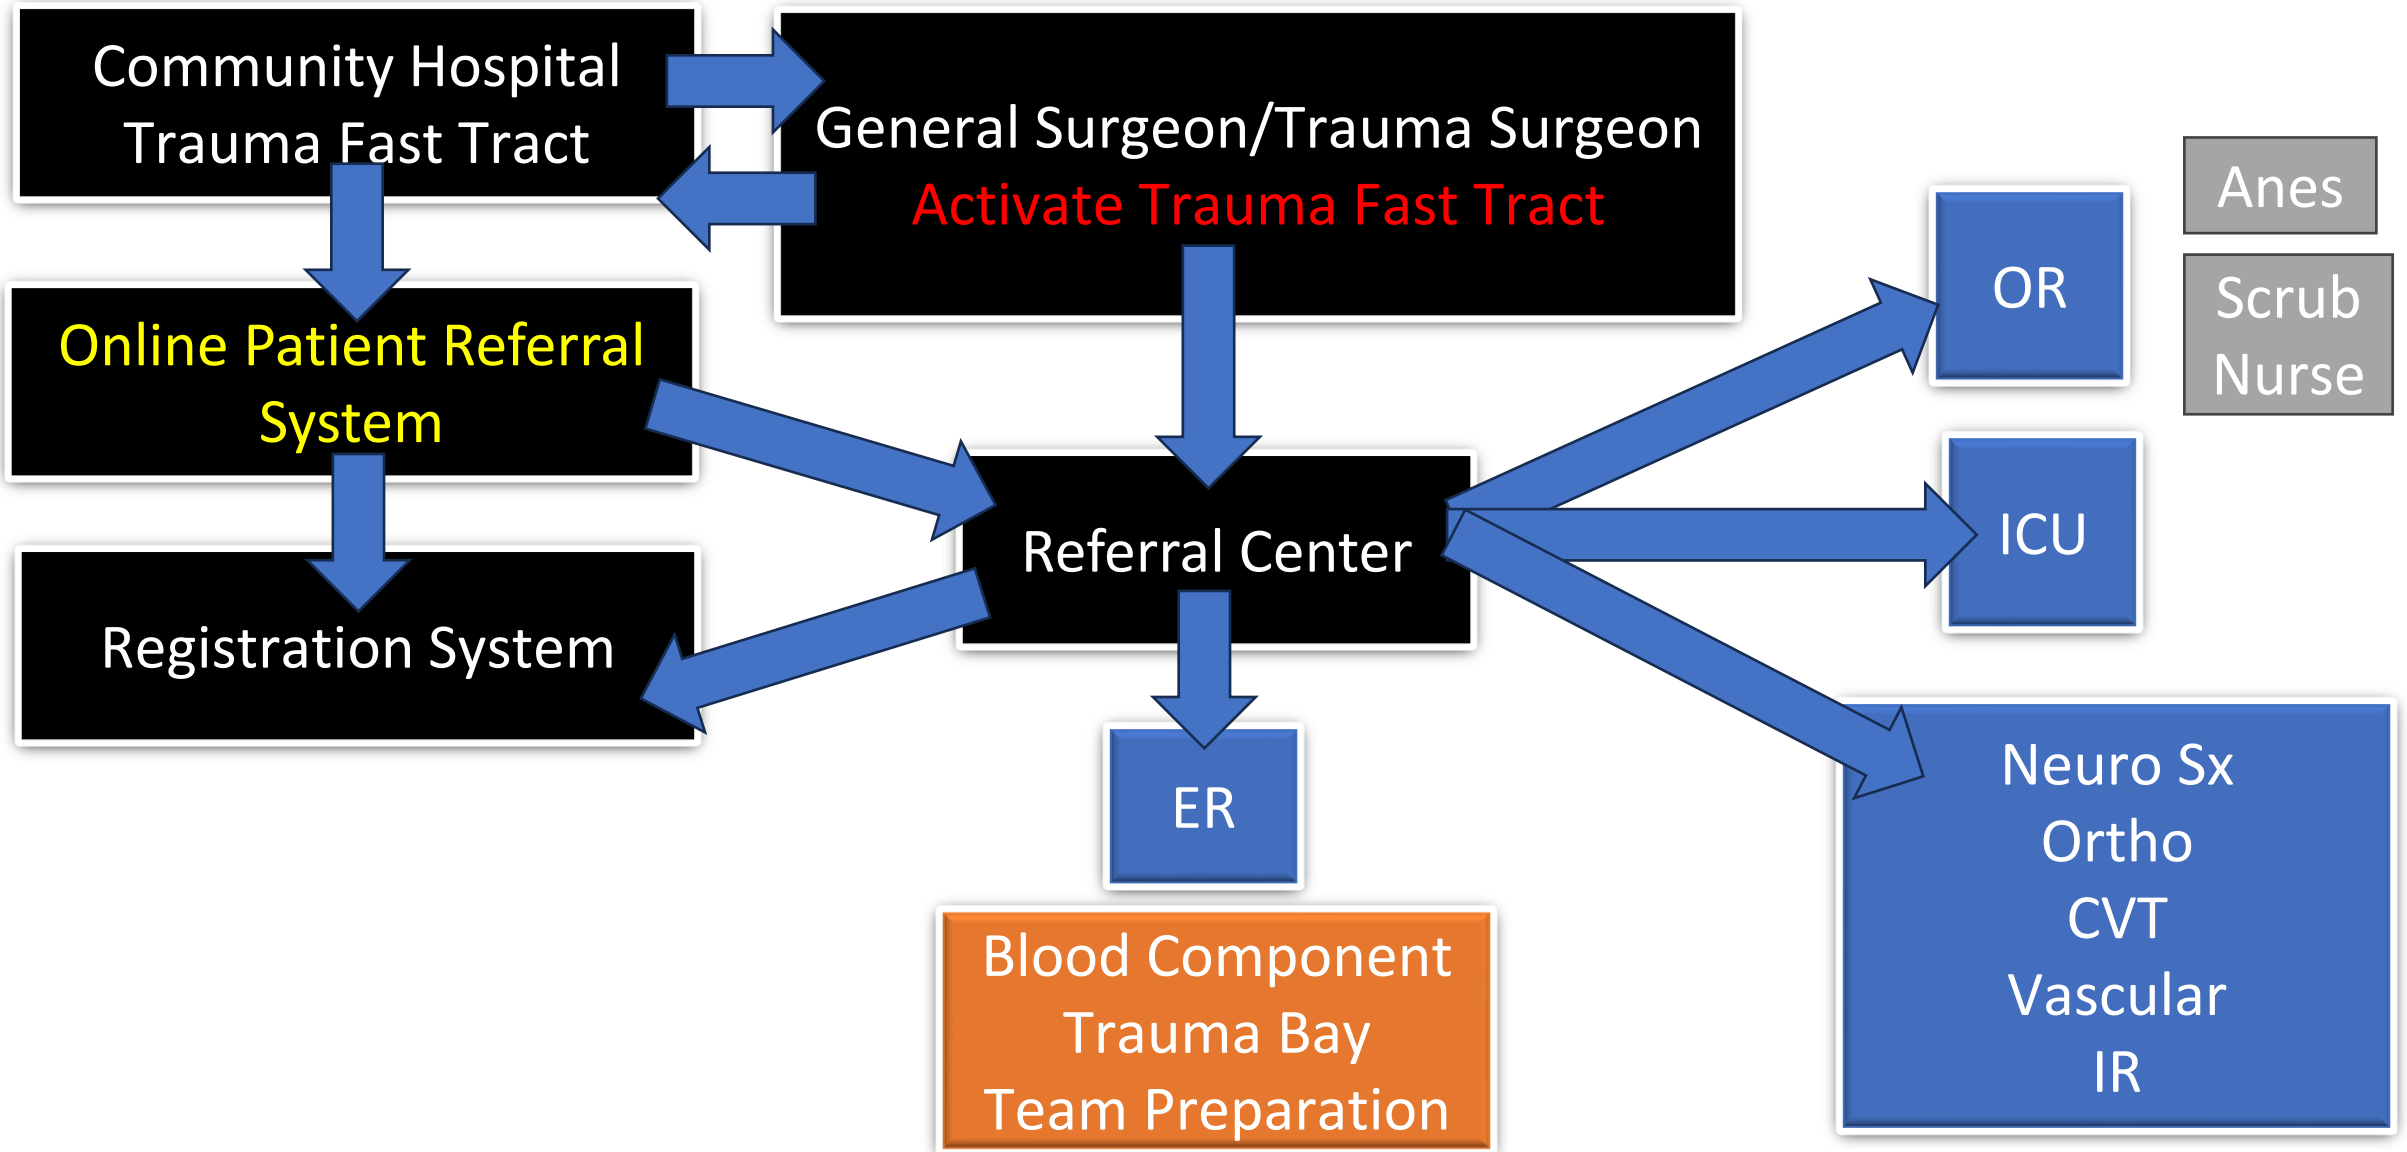 Community Hospital
Trauma Fast Tract
General Surgeon/Trauma Surgeon
Activate Trauma Fast Tract
Anes
Scrub
Nurse
OR
Online Patient Referral
System
ICU
Referral Center
Registration System
ER
Neuro Sx
Ortho
CVT
Vascular
IR
Blood Component
Trauma Bay
Team Preparation